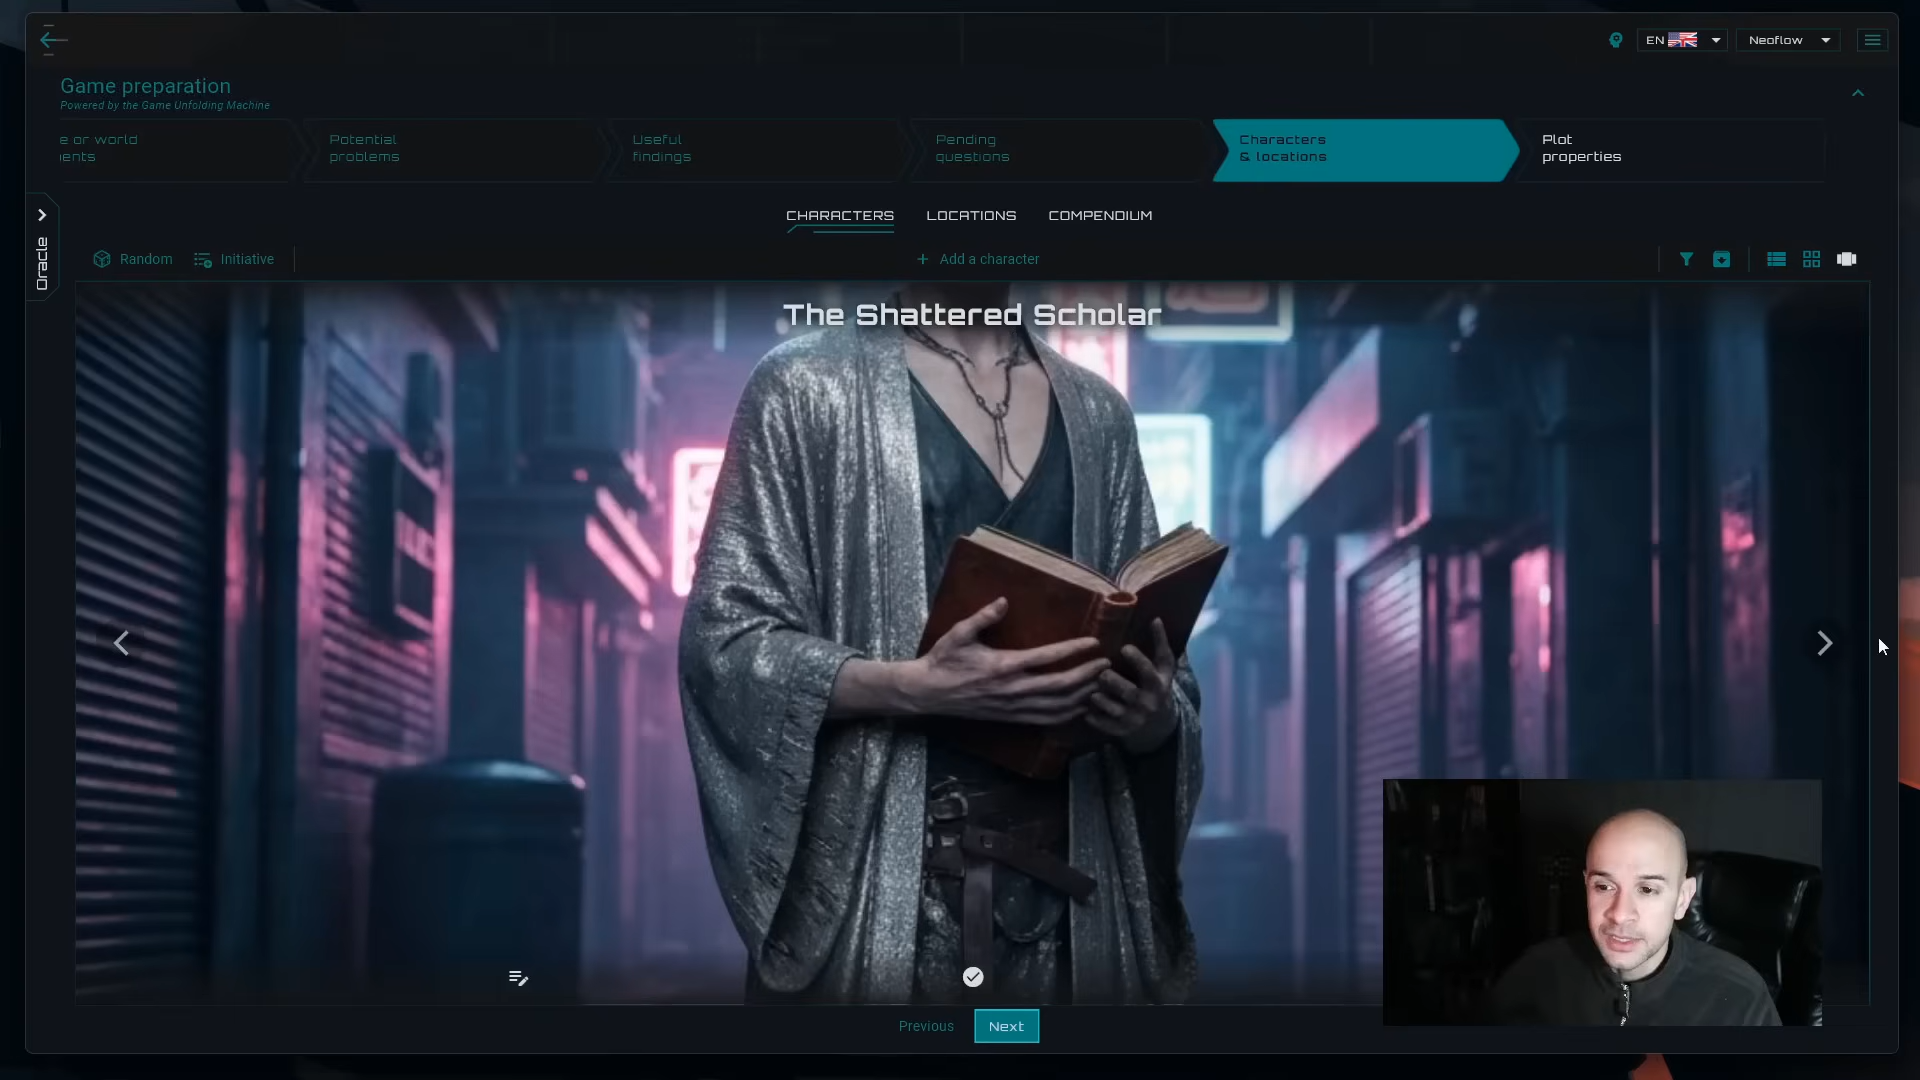 EN
Neoflow
Game preparation
Powered by the Game Unfolding Machine
e or world
ents
Potential
problems
Useful
findings
Pending
questions
Characters
& locations
Plot
properties
Oracle
CHARACTERS
LOCATIONS
COMPENDIUM
Random
Initiative
+ Add a character
The Shattered Scholar
Previous
Next